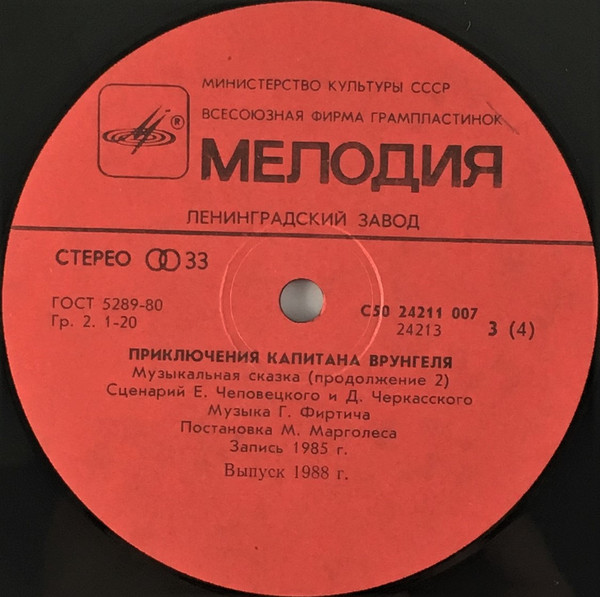 МИНИСТЕРСТВО КУЛЬТУРЫ СССР
ВСЕСОЮЗНАЯ ФИРМА ГРАМПЛАСТИНОК
®
МЕЛОДИЯ
ЛЕНИНГРАДСКИЙ ЗАВОД
СТЕРЕО 33
ГОСТ 5289-80
Гр. 2. 1-20
С50 24211 007
24213 3 (4)
ПРИКЛЮЧЕНИЯ КАПИТАНА ВРУНГЕЛЯ
Музыкальная сказка (продолжение 2)
Сценарий Е. Чеповецкого и Д. Черкасского
Музыка Г. Фиртича
Постановка М. Марголеса
Запись 1985 г.
Выпуск 1988 г.